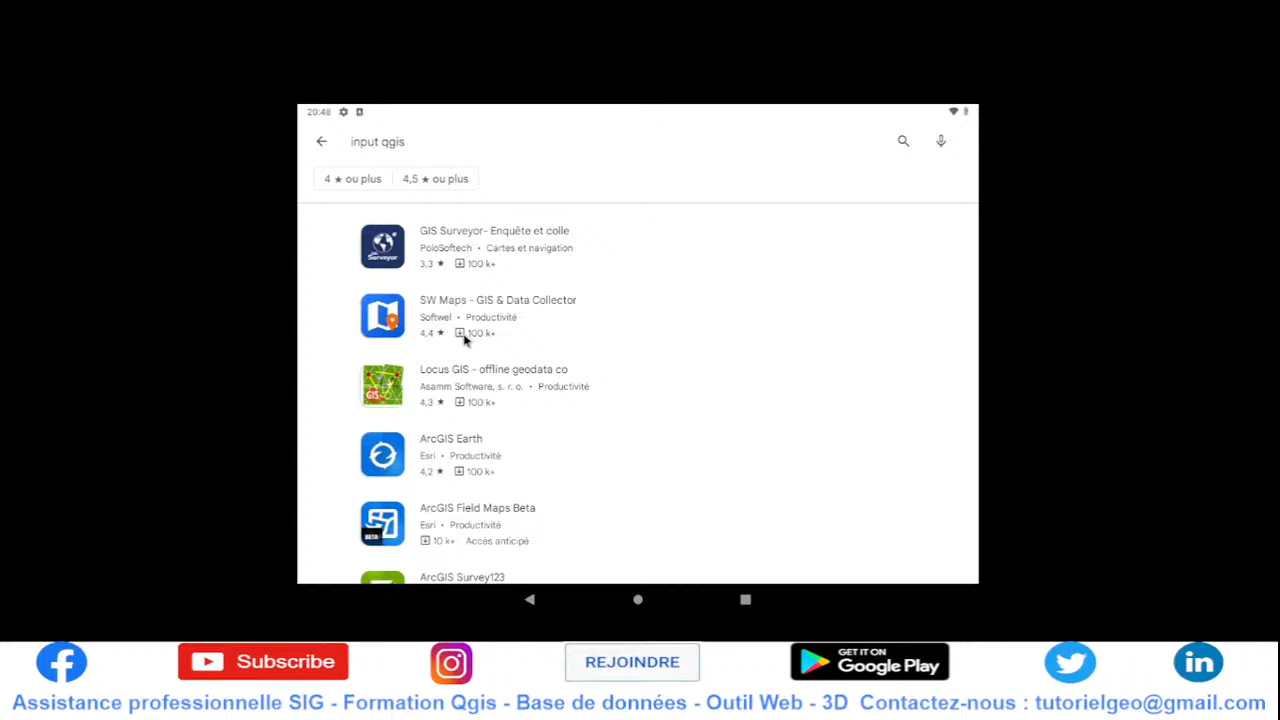 20:48
input qgis
4 ★ ou plus
4,5 ★ ou plus
GIS Surveyor- Enquête et colle
PoloSoftech • Cartes et navigation
3,3 ★ 100 k+
Surveyor
SW Maps - GIS & Data Collector
Softwel • Productivité
4,4 ★ 100 k+
Locus GIS - offline geodata co
Asamm Software, s. r. o. • Productivité
4,3 ★ 100 k+
GIS
ArcGIS Earth
Esri • Productivité
4,2 ★ 100 k+
ArcGIS Field Maps Beta
Esri • Productivité
10 k+ Accès anticipé
BETA
ArcGIS Survey123
Subscribe
REJOINDRE
GET IT ON
Google Play
Assistance professionnelle SIG - Formation Qgis - Base de données - Outil Web - 3D Contactez-nous : tutorielgeo@gmail.com